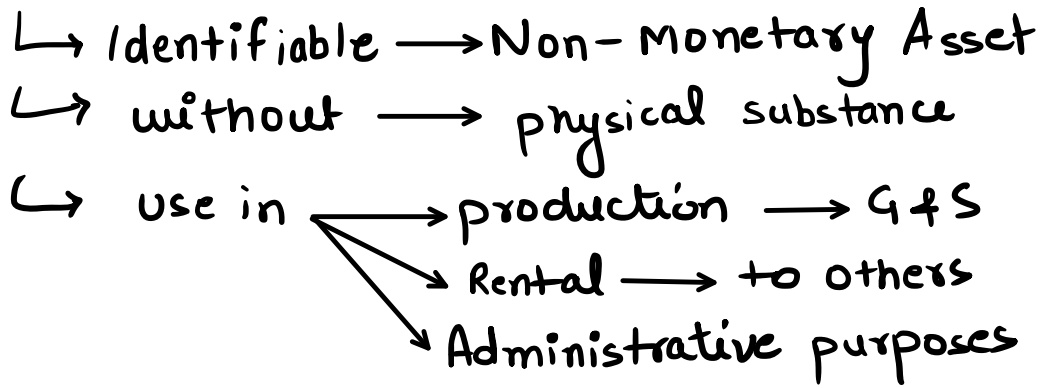 ↳ Identifiable → Non-Monetary Asset
↳ without → physical substance
↳ use in → production → G & S
→ Rental → to others
→ Administrative purposes